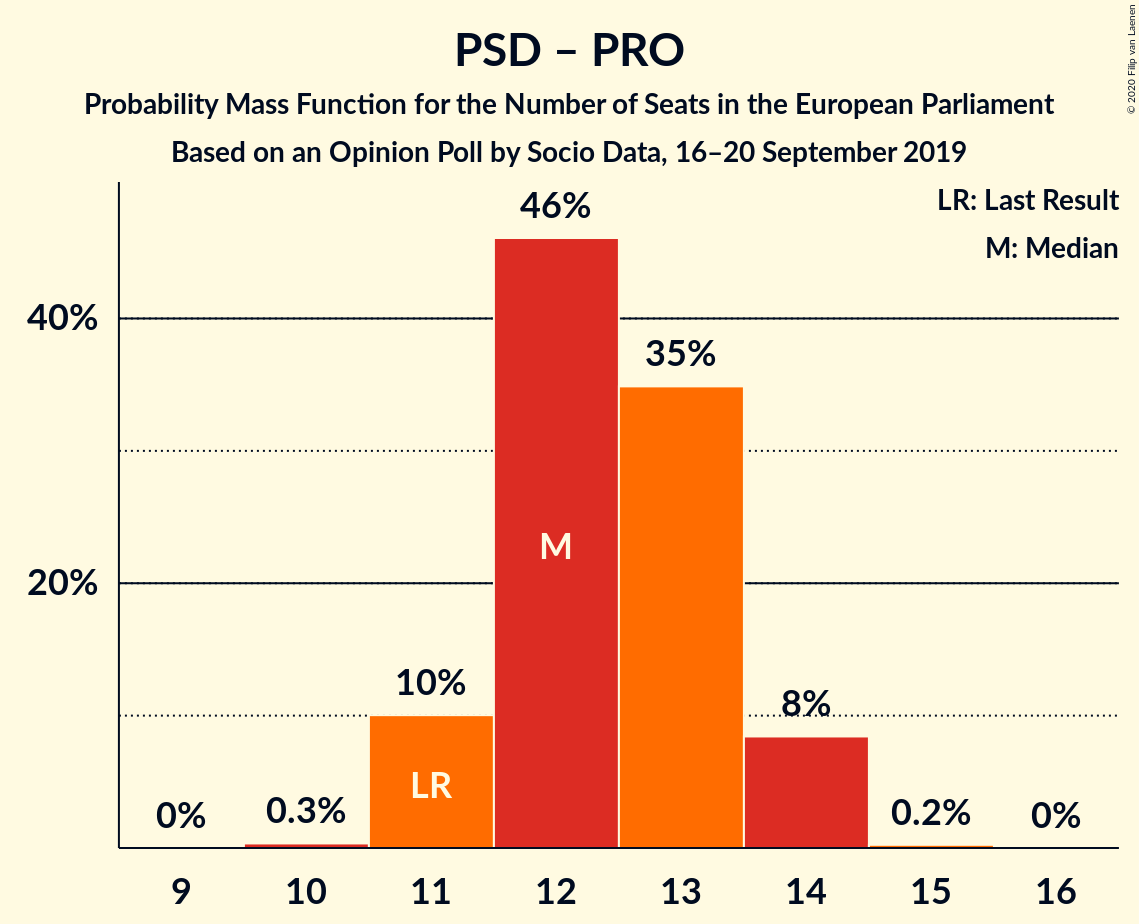 PSD – PRO
Probability Mass Function for the Number of Seats in the European Parliament
Based on an Opinion Poll by Socio Data, 16–20 September 2019
© 2020 Filip van Laenen
LR: Last Result
M: Median
40%
20%
0%
0.3%
10%
46%
35%
8%
0.2%
0%
LR
M
9
10
11
12
13
14
15
16